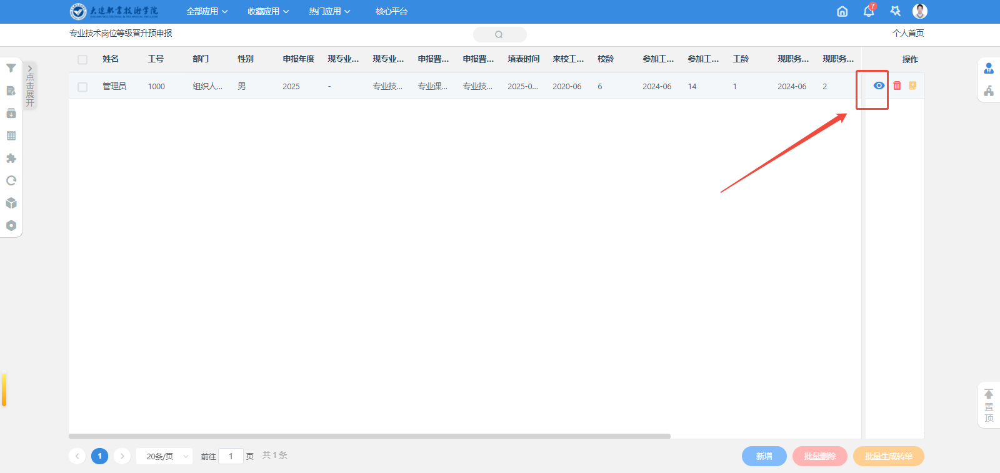 大连职业技术学院 全部应用 收藏应用 热门应用 核心平台 7
专业技术岗位等级晋升预申报 个人首页
点击展开
姓名 工号 部门 性别 申报年度 现专业... 现专业... 申报晋... 申报晋... 填表时间 来校工... 校龄 参加工... 参加工... 工龄 现职务... 现职务... 操作
管理员 1000 组织人... 男 2025 - 专业技... 专业课... 专业技... 2025-0... 2020-06 6 2024-06 14 1 2024-06 2
置顶
1 20条/页 前往 1 页 共 1 条 新增 批量删除 批量生成转单